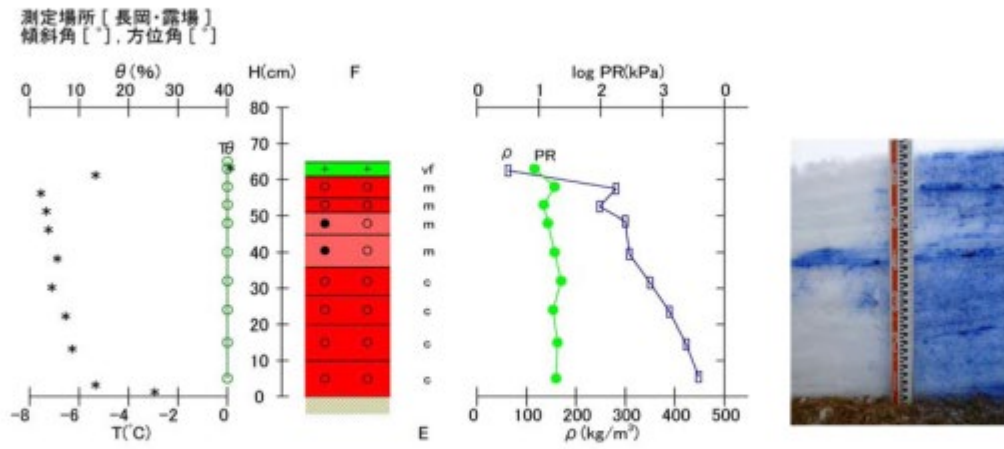 測定場所 [ 長岡・露場 ]
傾斜角 [ °] , 方位角 [ °]
θ (%)
0 10 20 30 40
H(cm)
F
log PR(kPa)
0 1 2 3 4
80
70
60
50
40
30
20
10
0
Tθ
ρ PR
vf
m
m
m
m
c
c
c
c
-8 -6 -4 -2 0
T(°C)
E
0 100 200 300 400 500
ρ (kg/m³)